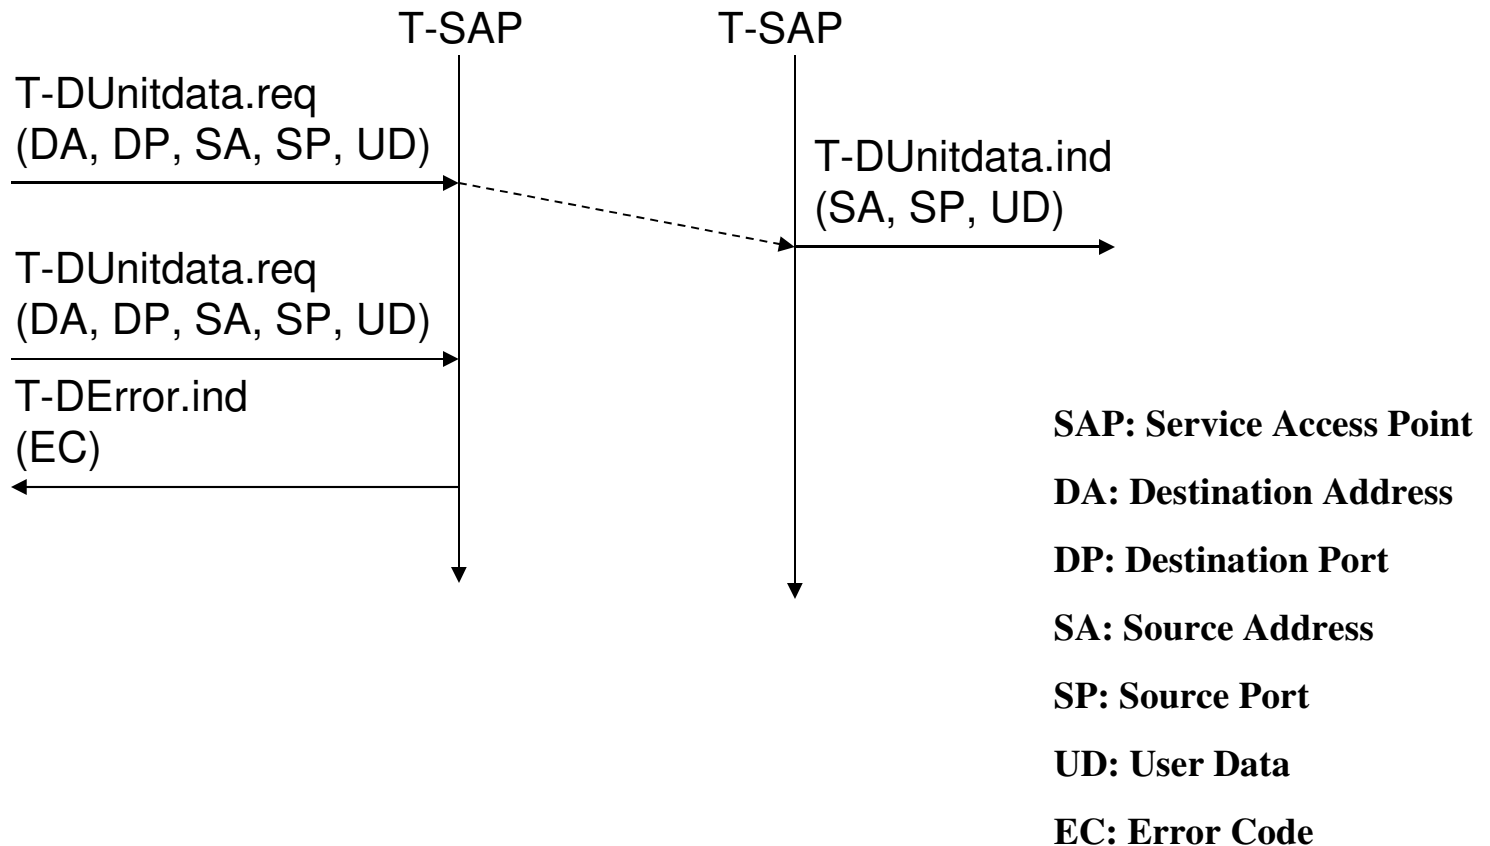 T-SAP
T-SAP
T-DUnitdata.req
(DA, DP, SA, SP, UD)
T-DUnitdata.ind
(SA, SP, UD)
T-DUnitdata.req
(DA, DP, SA, SP, UD)
T-DError.ind
(EC)
SAP: Service Access Point
DA: Destination Address
DP: Destination Port
SA: Source Address
SP: Source Port
UD: User Data
EC: Error Code